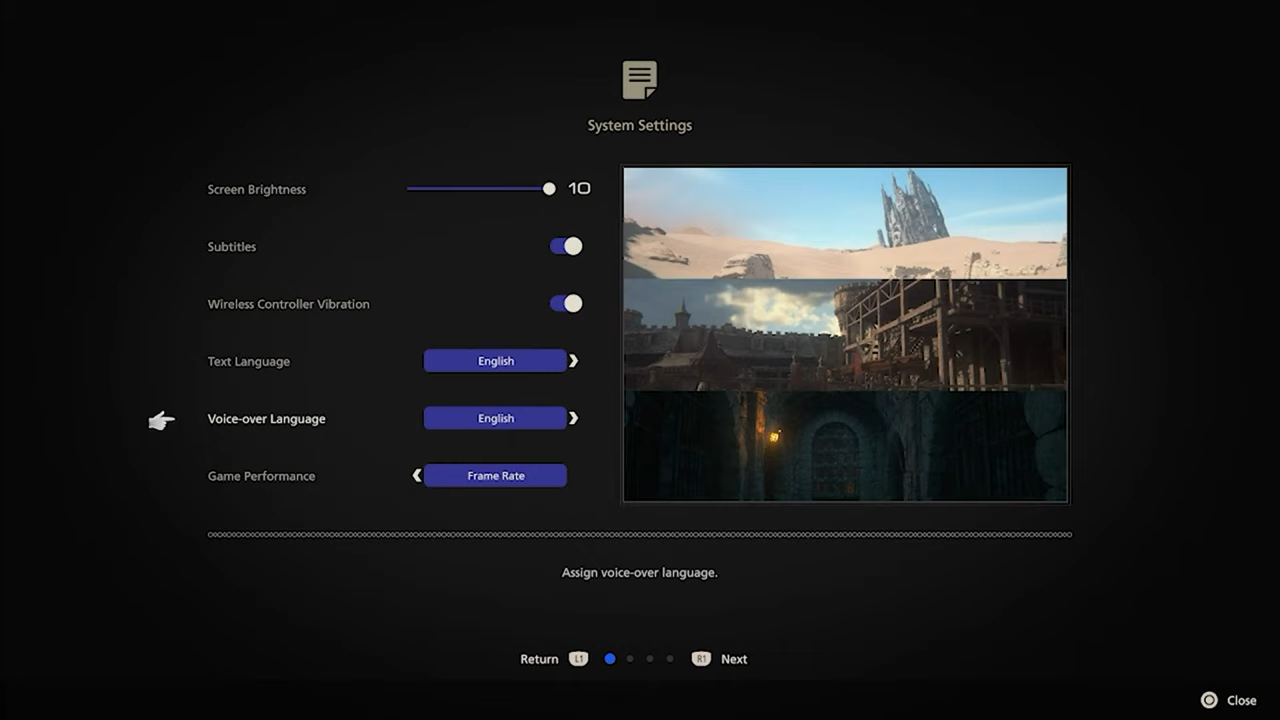 System Settings
Screen Brightness 10
Subtitles
Wireless Controller Vibration
Text Language English
Voice-over Language English
Game Performance Frame Rate
Assign voice-over language.
Return L1 R1 Next
Close